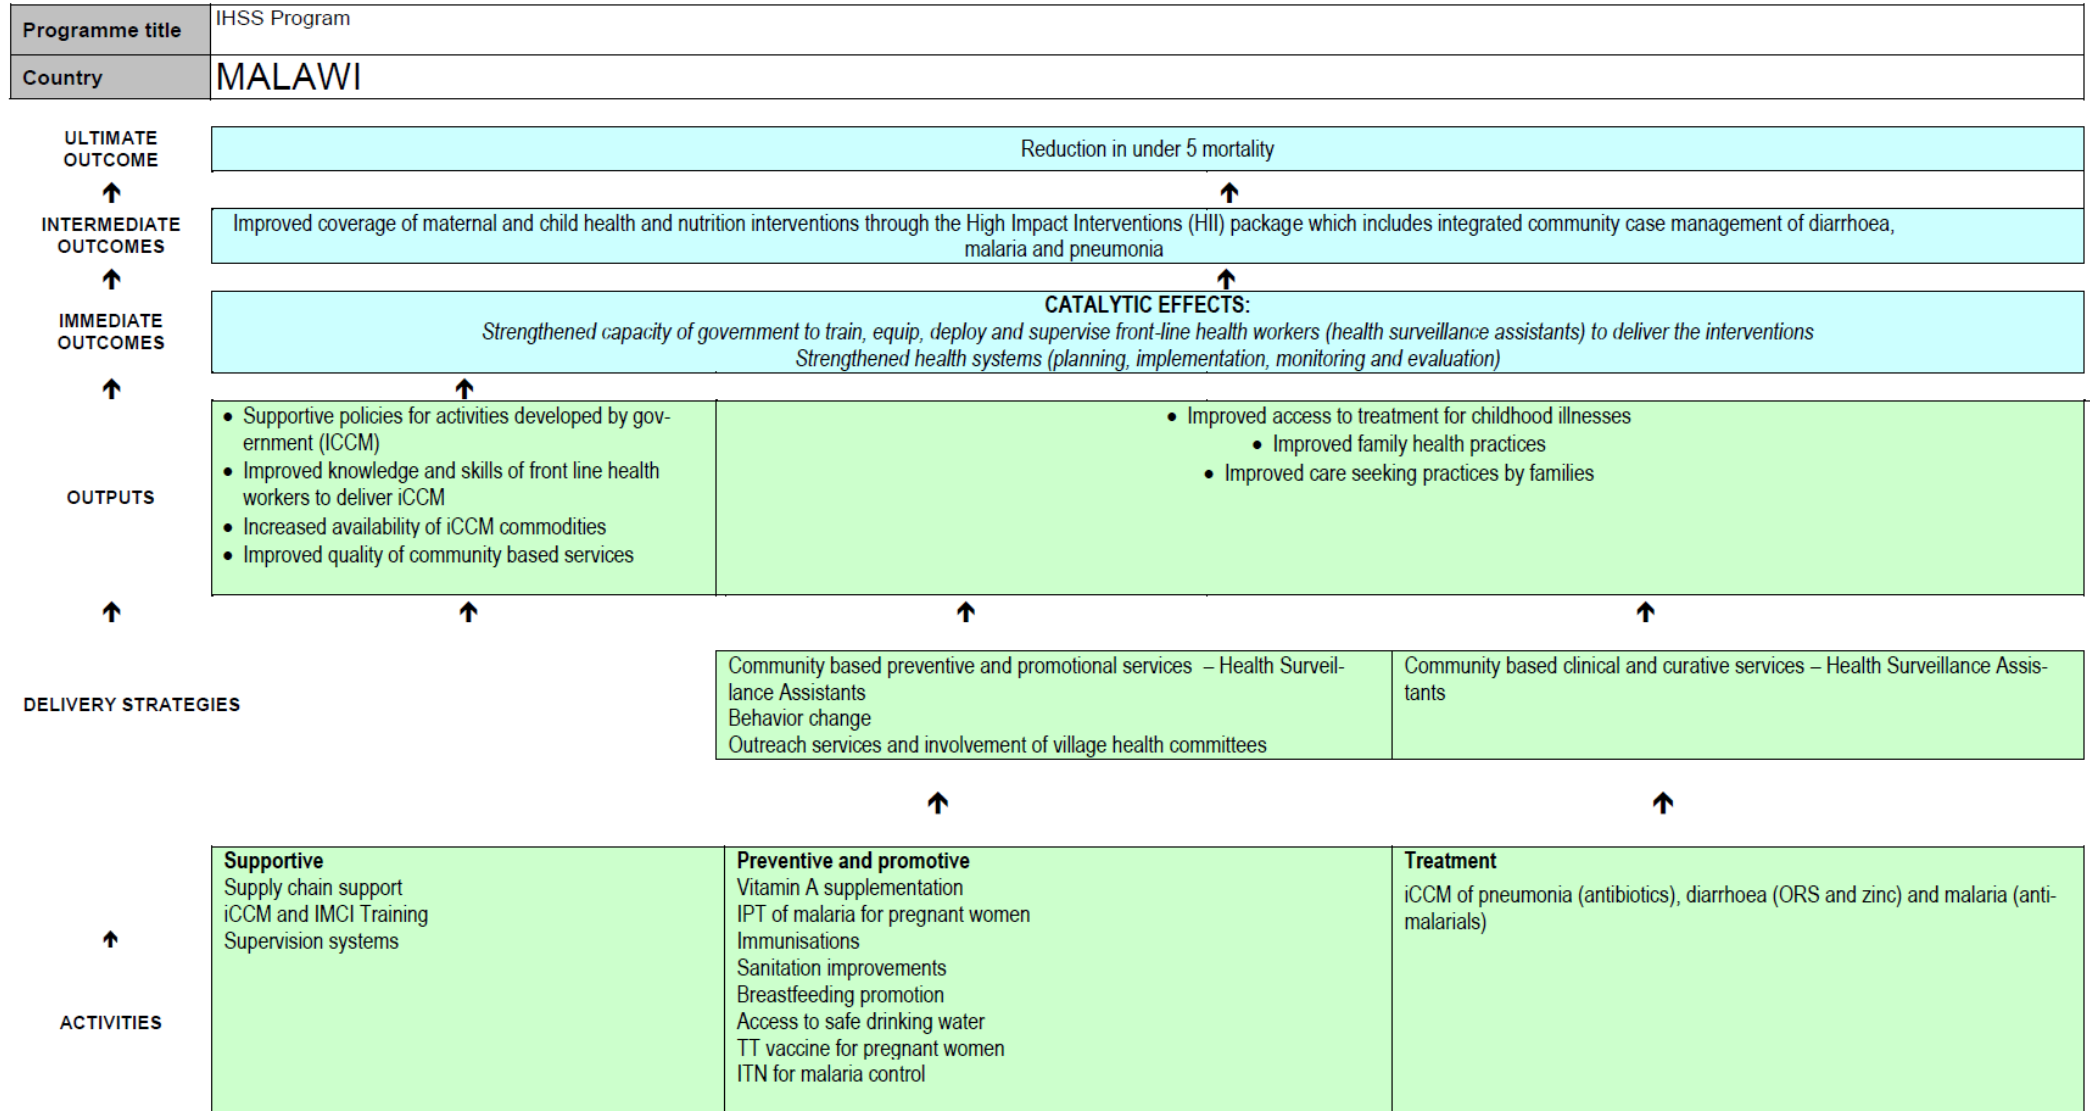 Programme title
IHSS Program
Country
MALAWI
ULTIMATE
OUTCOME
Reduction in under 5 mortality
INTERMEDIATE
OUTCOMES
Improved coverage of maternal and child health and nutrition interventions through the High Impact Interventions (HII) package which includes integrated community case management of diarrhoea,
malaria and pneumonia
IMMEDIATE
OUTCOMES
CATALYTIC EFFECTS:
Strengthened capacity of government to train, equip, deploy and supervise front-line health workers (health surveillance assistants) to deliver the interventions
Strengthened health systems (planning, implementation, monitoring and evaluation)
OUTPUTS
• Supportive policies for activities developed by gov-
ernment (ICCM)
• Improved knowledge and skills of front line health
workers to deliver iCCM
• Increased availability of iCCM commodities
• Improved quality of community based services
• Improved access to treatment for childhood illnesses
• Improved family health practices
• Improved care seeking practices by families
DELIVERY STRATEGIES
Community based preventive and promotional services – Health Surveil-
lance Assistants
Behavior change
Outreach services and involvement of village health committees
Community based clinical and curative services – Health Surveillance Assis-
tants
ACTIVITIES
Supportive
Supply chain support
iCCM and IMCI Training
Supervision systems
Preventive and promotive
Vitamin A supplementation
IPT of malaria for pregnant women
Immunisations
Sanitation improvements
Breastfeeding promotion
Access to safe drinking water
TT vaccine for pregnant women
ITN for malaria control
Treatment
iCCM of pneumonia (antibiotics), diarrhoea (ORS and zinc) and malaria (anti-
malarials)